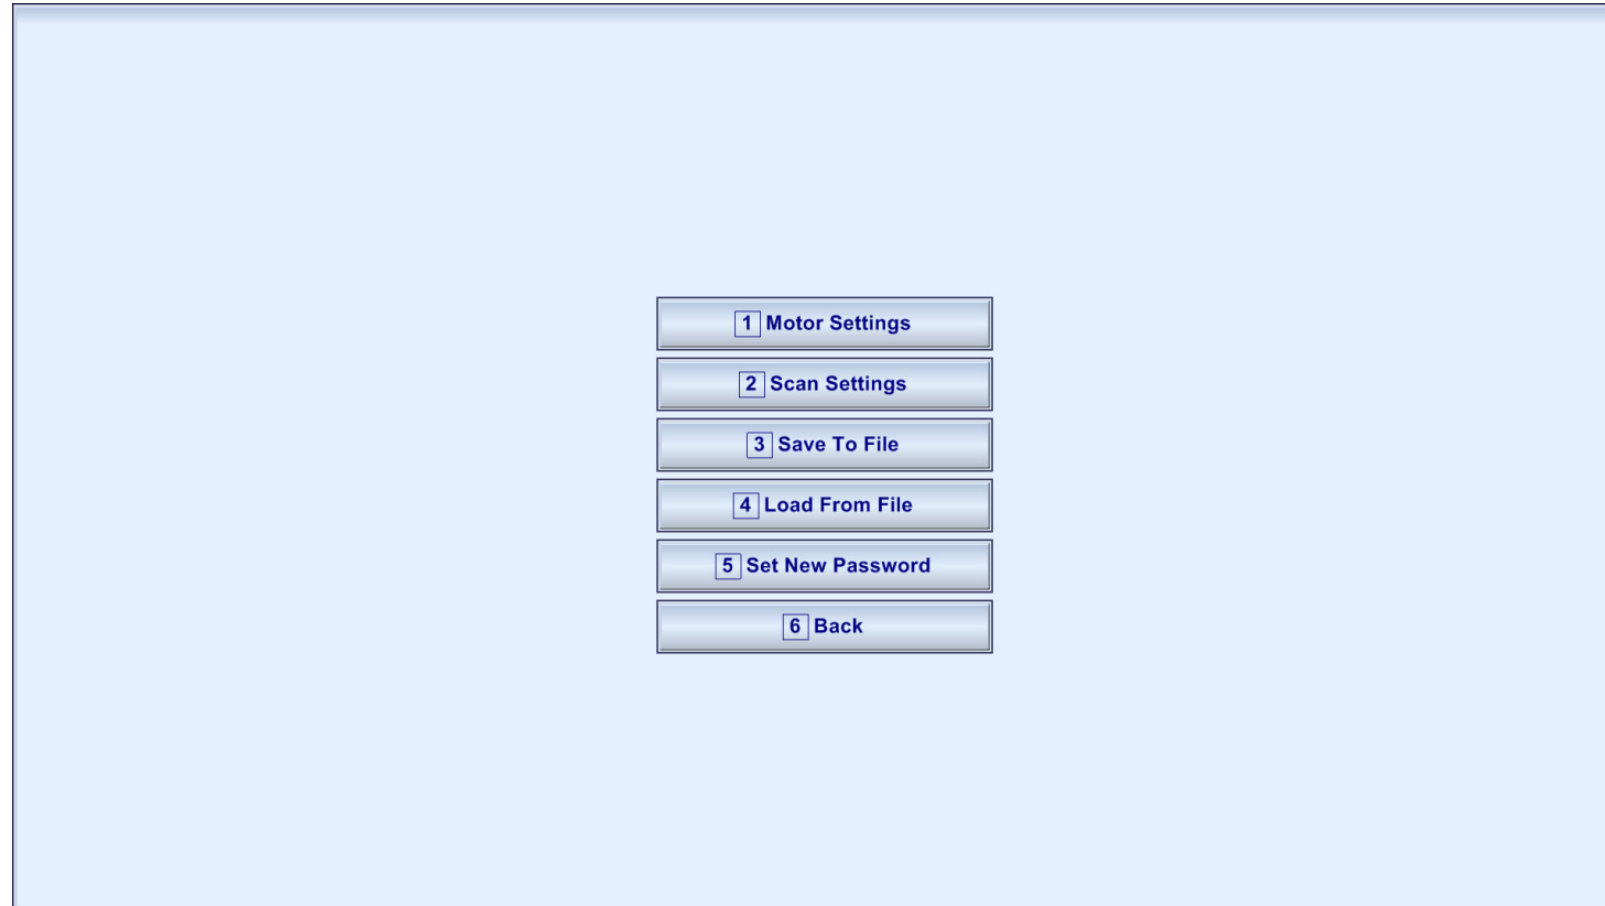 1 Motor Settings
2 Scan Settings
3 Save To File
4 Load From File
5 Set New Password
6 Back